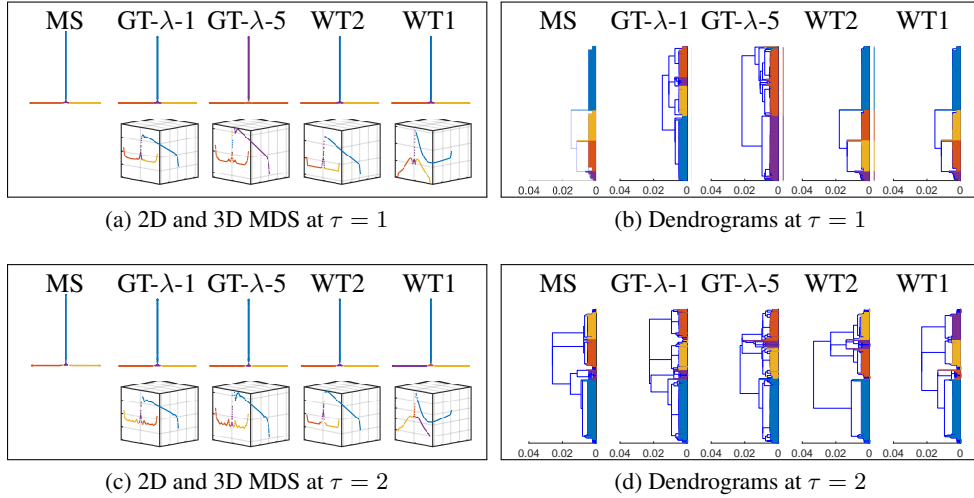 MS GT-λ-1 GT-λ-5 WT2 WT1
(a) 2D and 3D MDS at τ = 1
MS GT-λ-1 GT-λ-5 WT2 WT1
0.04 0.02 0 0.04 0.02 0 0.04 0.02 0 0.04 0.02 0 0.04 0.02 0
(b) Dendrograms at τ = 1
MS GT-λ-1 GT-λ-5 WT2 WT1
(c) 2D and 3D MDS at τ = 2
MS GT-λ-1 GT-λ-5 WT2 WT1
0.04 0.02 0 0.04 0.02 0 0.04 0.02 0 0.04 0.02 0 0.04 0.02 0
(d) Dendrograms at τ = 2